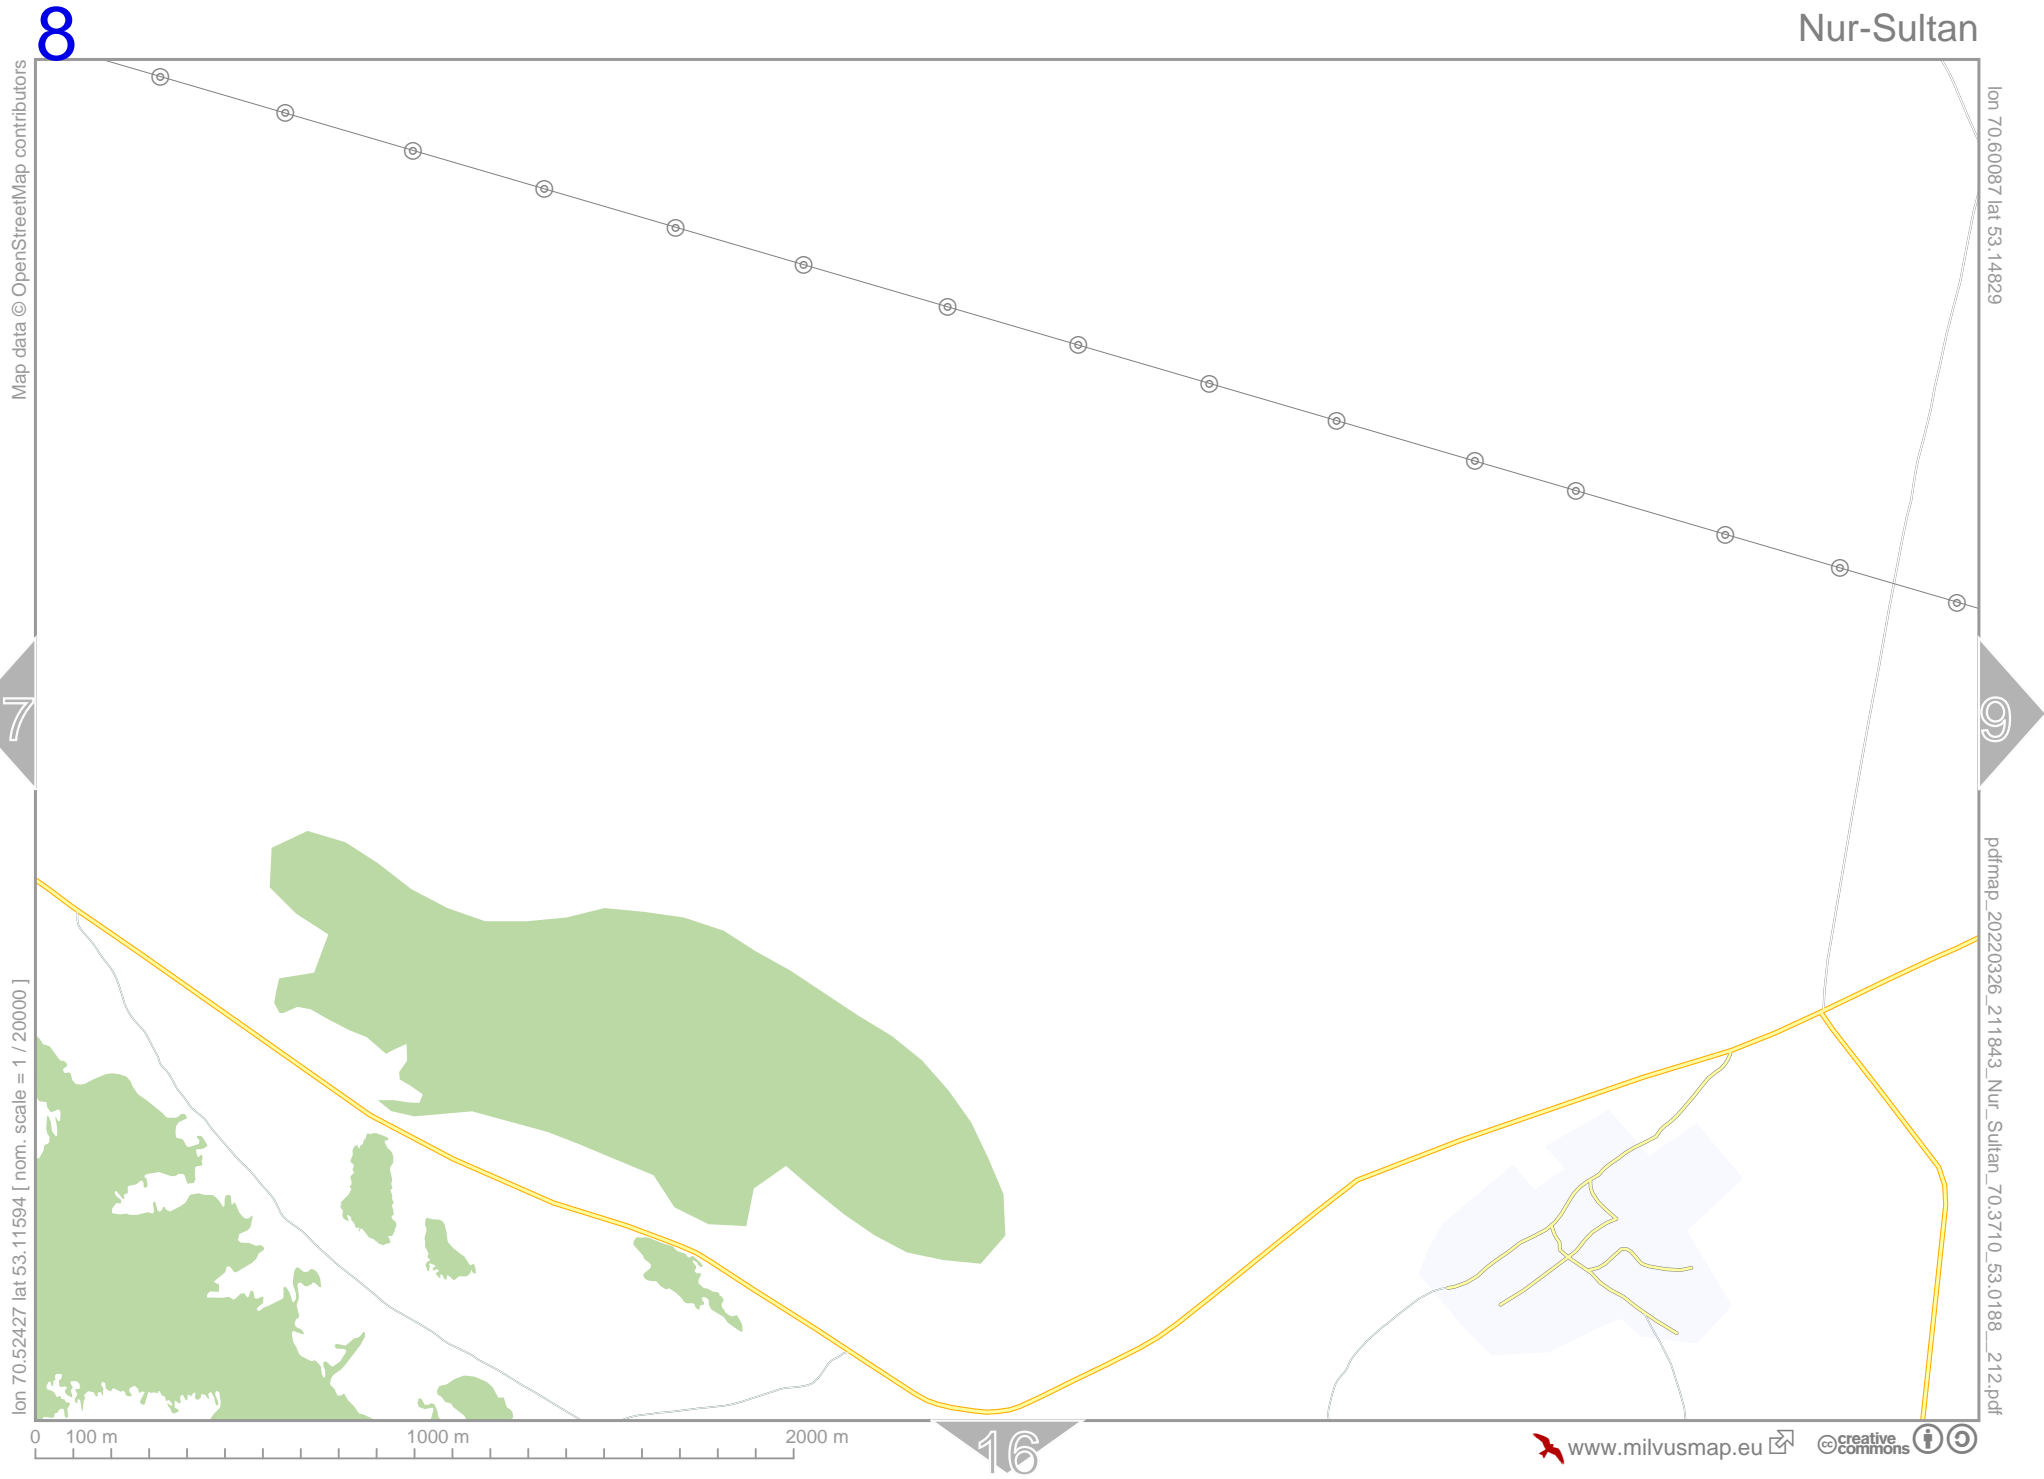 8
Nur-Sultan
Map data © OpenStreetMap contributors
lon 70.60087 lat 53.14829
7
9
lon 70.52427 lat 53.11594 [ nom. scale = 1 / 20000 ]
pdfmap_20220326_211843_Nur_Sultan_70.3710_53.0188__212.pdf
0 100 m 1000 m 2000 m
16
www.milvusmap.eu
cc creative commons